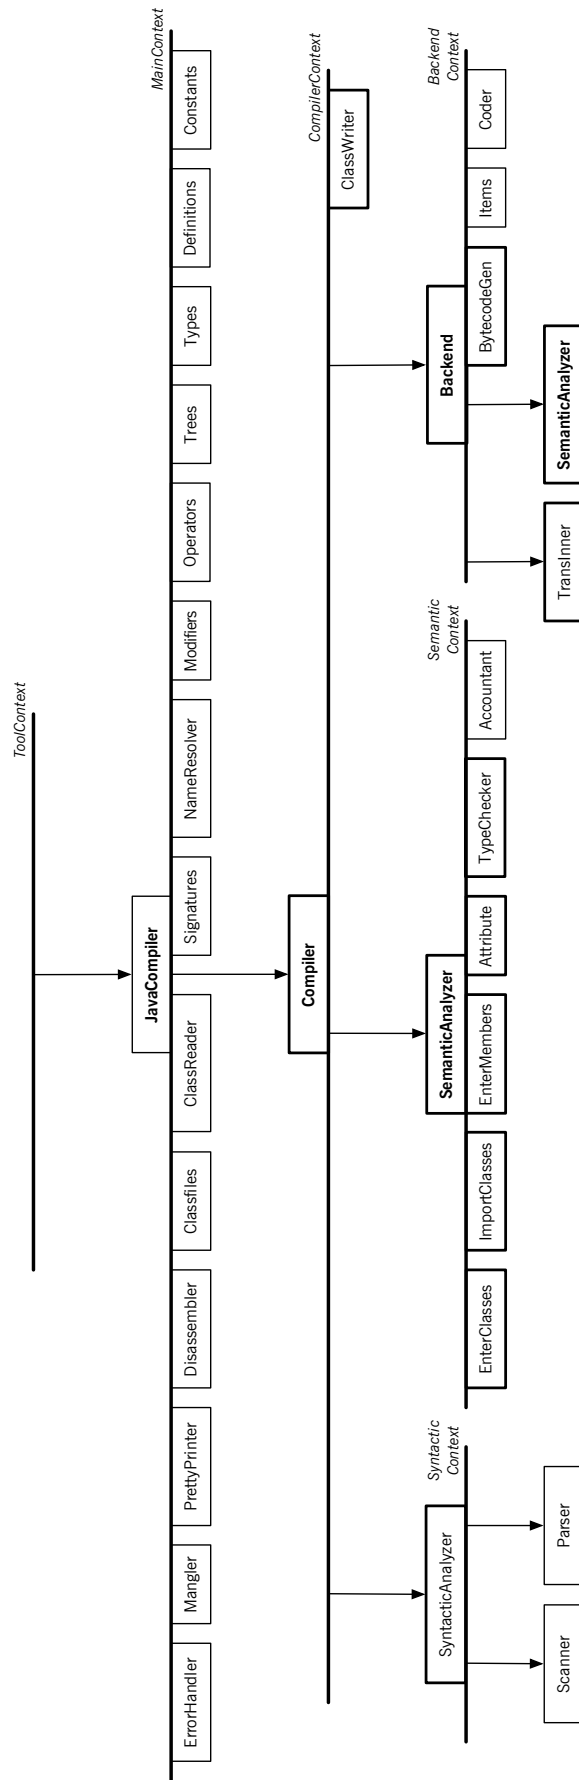 ToolContext
JavaCompiler
MainContext
ErrorHandler
Mangler
PrettyPrinter
Disassembler
Classfiles
ClassReader
Signatures
NameResolver
Modifiers
Operators
Trees
Types
Definitions
Constants
Compiler
CompilerContext
ClassWriter
SyntacticAnalyzer
Syntactic
Context
Scanner
Parser
SemanticAnalyzer
Semantic
Context
EnterClasses
ImportClasses
EnterMembers
Attribute
TypeChecker
Accountant
Backend
Backend
Context
BytecodeGen
Items
Coder
TransInner
SemanticAnalyzer